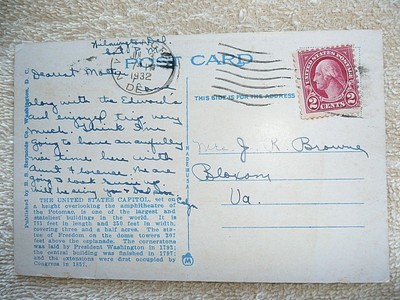 Wilmington Del
POST CARD
1932
DEL.
UNITED STATES POSTAGE
2 CENTS 2
THIS SIDE IS FOR THE ADDRESS
Dearest Mother
Along with the Edwards
and enjoyed trip very
much. I think I'm
going to have an awfully
nice time here with
Aunt Florence. We are
Mrs. J. K. Browne
Bloxom
Va.
MADE IN U.S.A.
Published by B. S. Reynolds Co., Washington, D. C.
THE UNITED STATES CAPITOL, set on
a height overlooking the amphitheatre of
the Potomac, is one of the largest and
stateliest buildings in the world. It is
751 feet in length and 350 feet in width,
covering three and a half acres. The sta-
tue of Freedom on the dome towers 307
feet above the esplanade. The cornerstone
was laid by President Washington in 1793;
the central building was finished in 1827;
and the extensions were first occupied by
Congress in 1857.